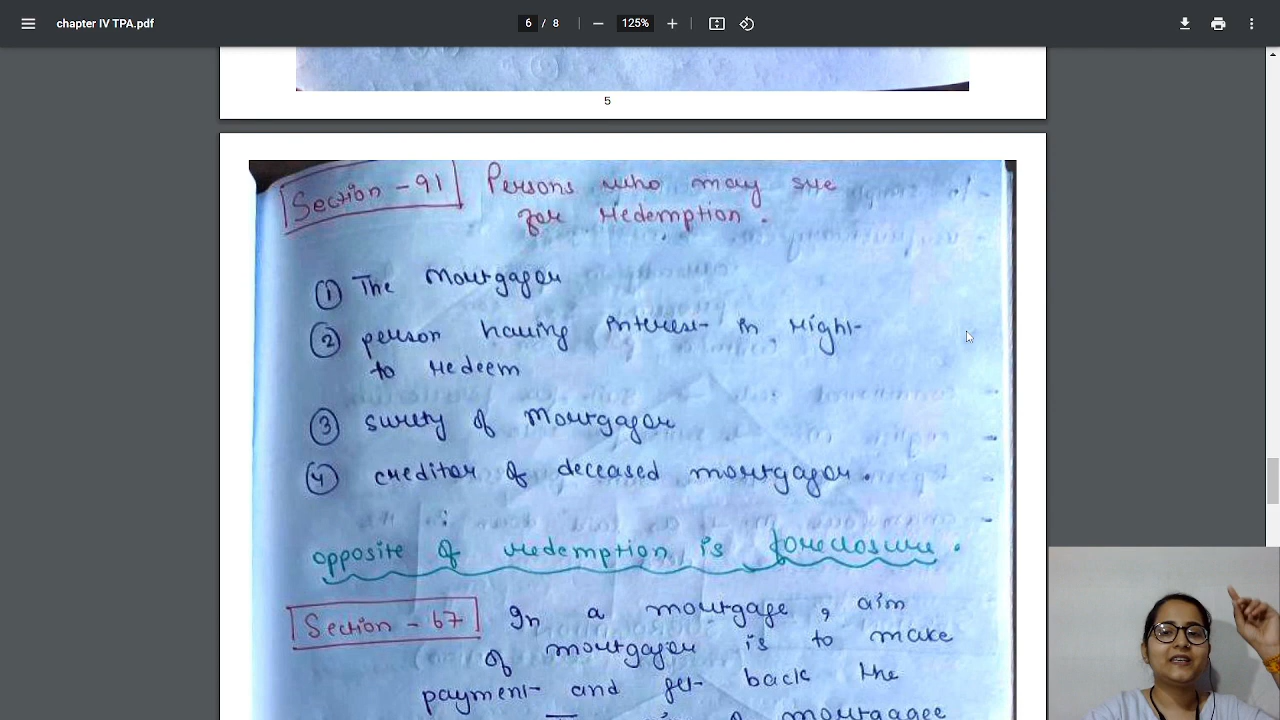 chapter IV TPA.pdf
6 / 8
125%
5
Section - 91
Persons who may sue
for redemption.
① The Mortgagor
② person having interest in right
to redeem
③ surety of Mortgagor
④ creditor of deceased mortgagor.
opposite of redemption is foreclosure.
Section - 67
In a mortgage, aim
of mortgagor is to make
payment and get back the
of mortgagee